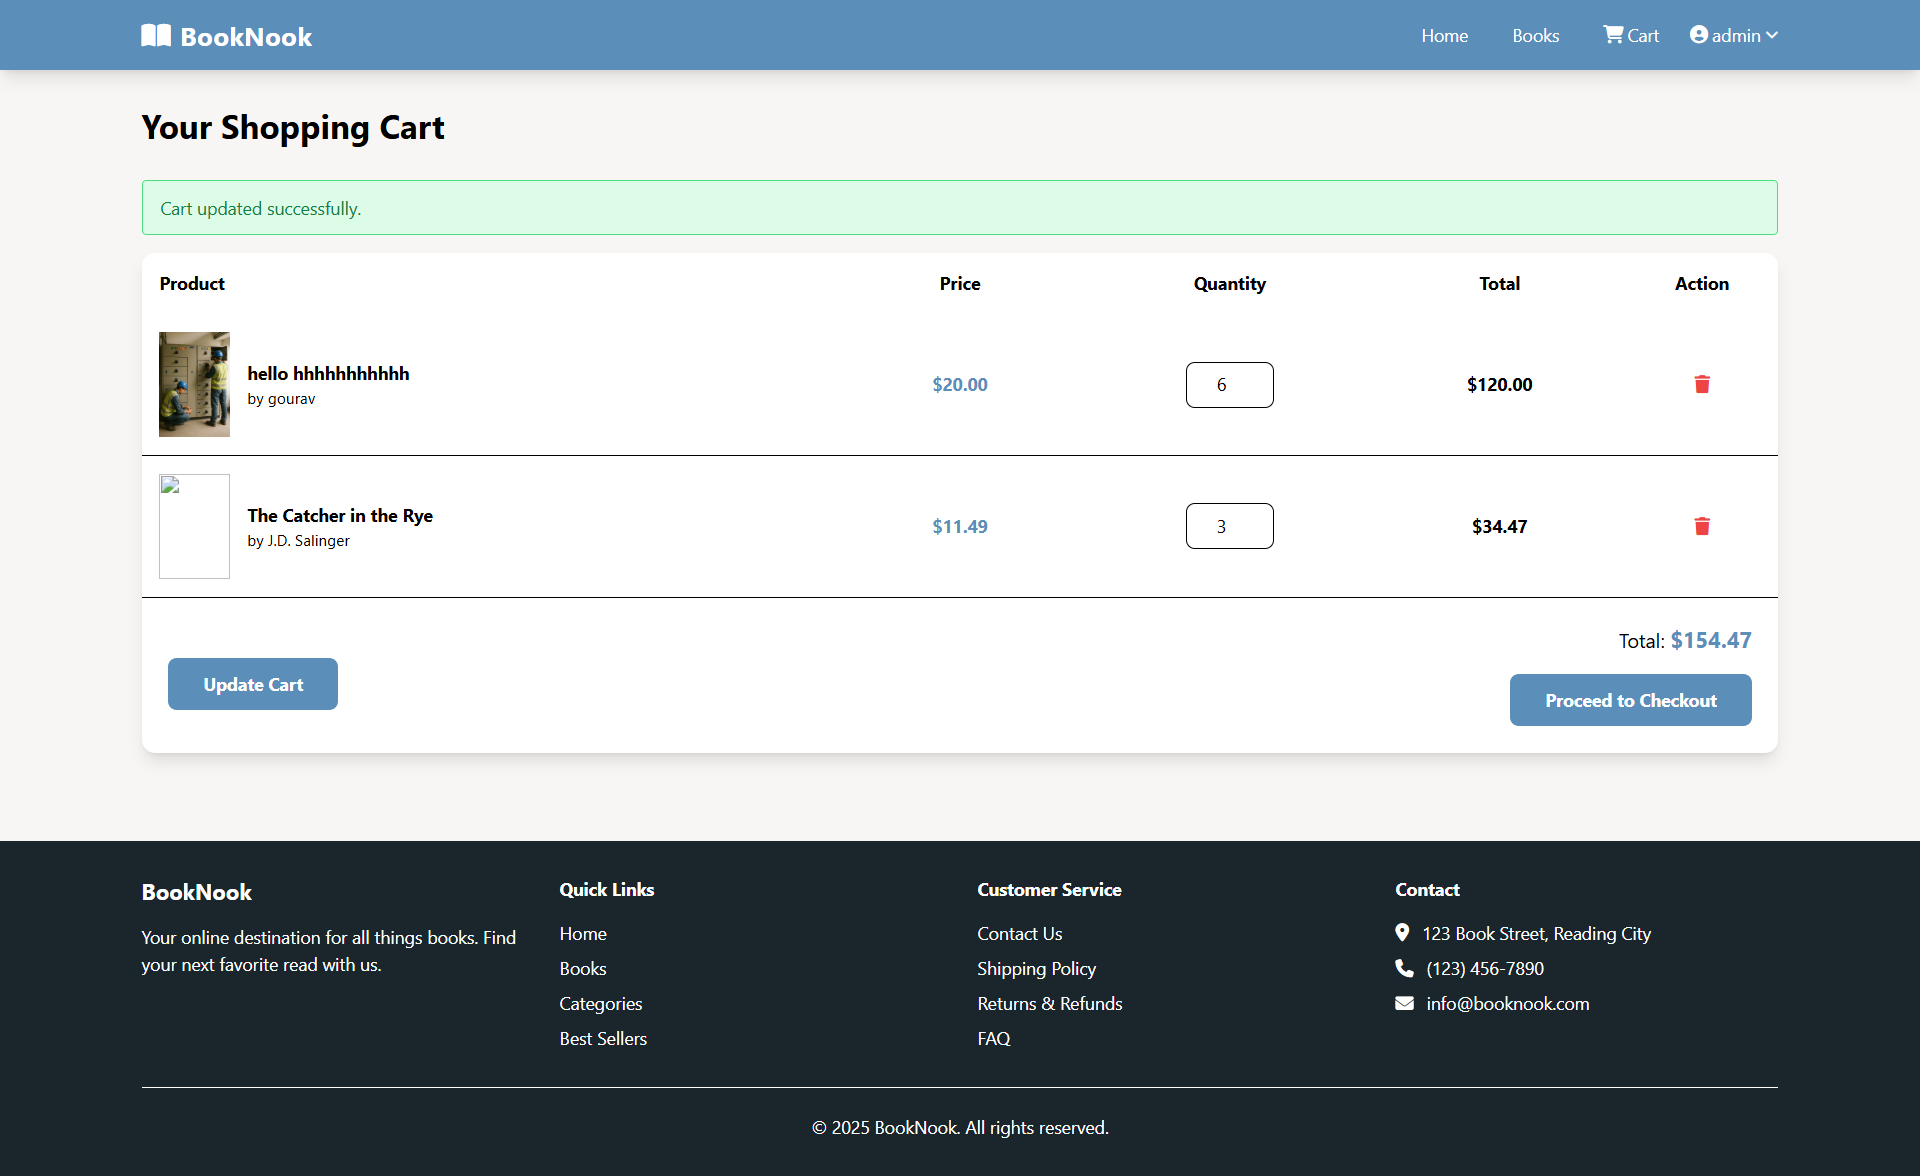 BookNook
Home Books Cart admin
Your Shopping Cart
Cart updated successfully.
Product Price Quantity Total Action
hello hhhhhhhhhhh
by gourav
$20.00 6 $120.00
The Catcher in the Rye
by J.D. Salinger
$11.49 3 $34.47
Total: $154.47
Update Cart
Proceed to Checkout
BookNook
Your online destination for all things books. Find
your next favorite read with us.
Quick Links
Home
Books
Categories
Best Sellers
Customer Service
Contact Us
Shipping Policy
Returns & Refunds
FAQ
Contact
123 Book Street, Reading City
(123) 456-7890
info@booknook.com
© 2025 BookNook. All rights reserved.